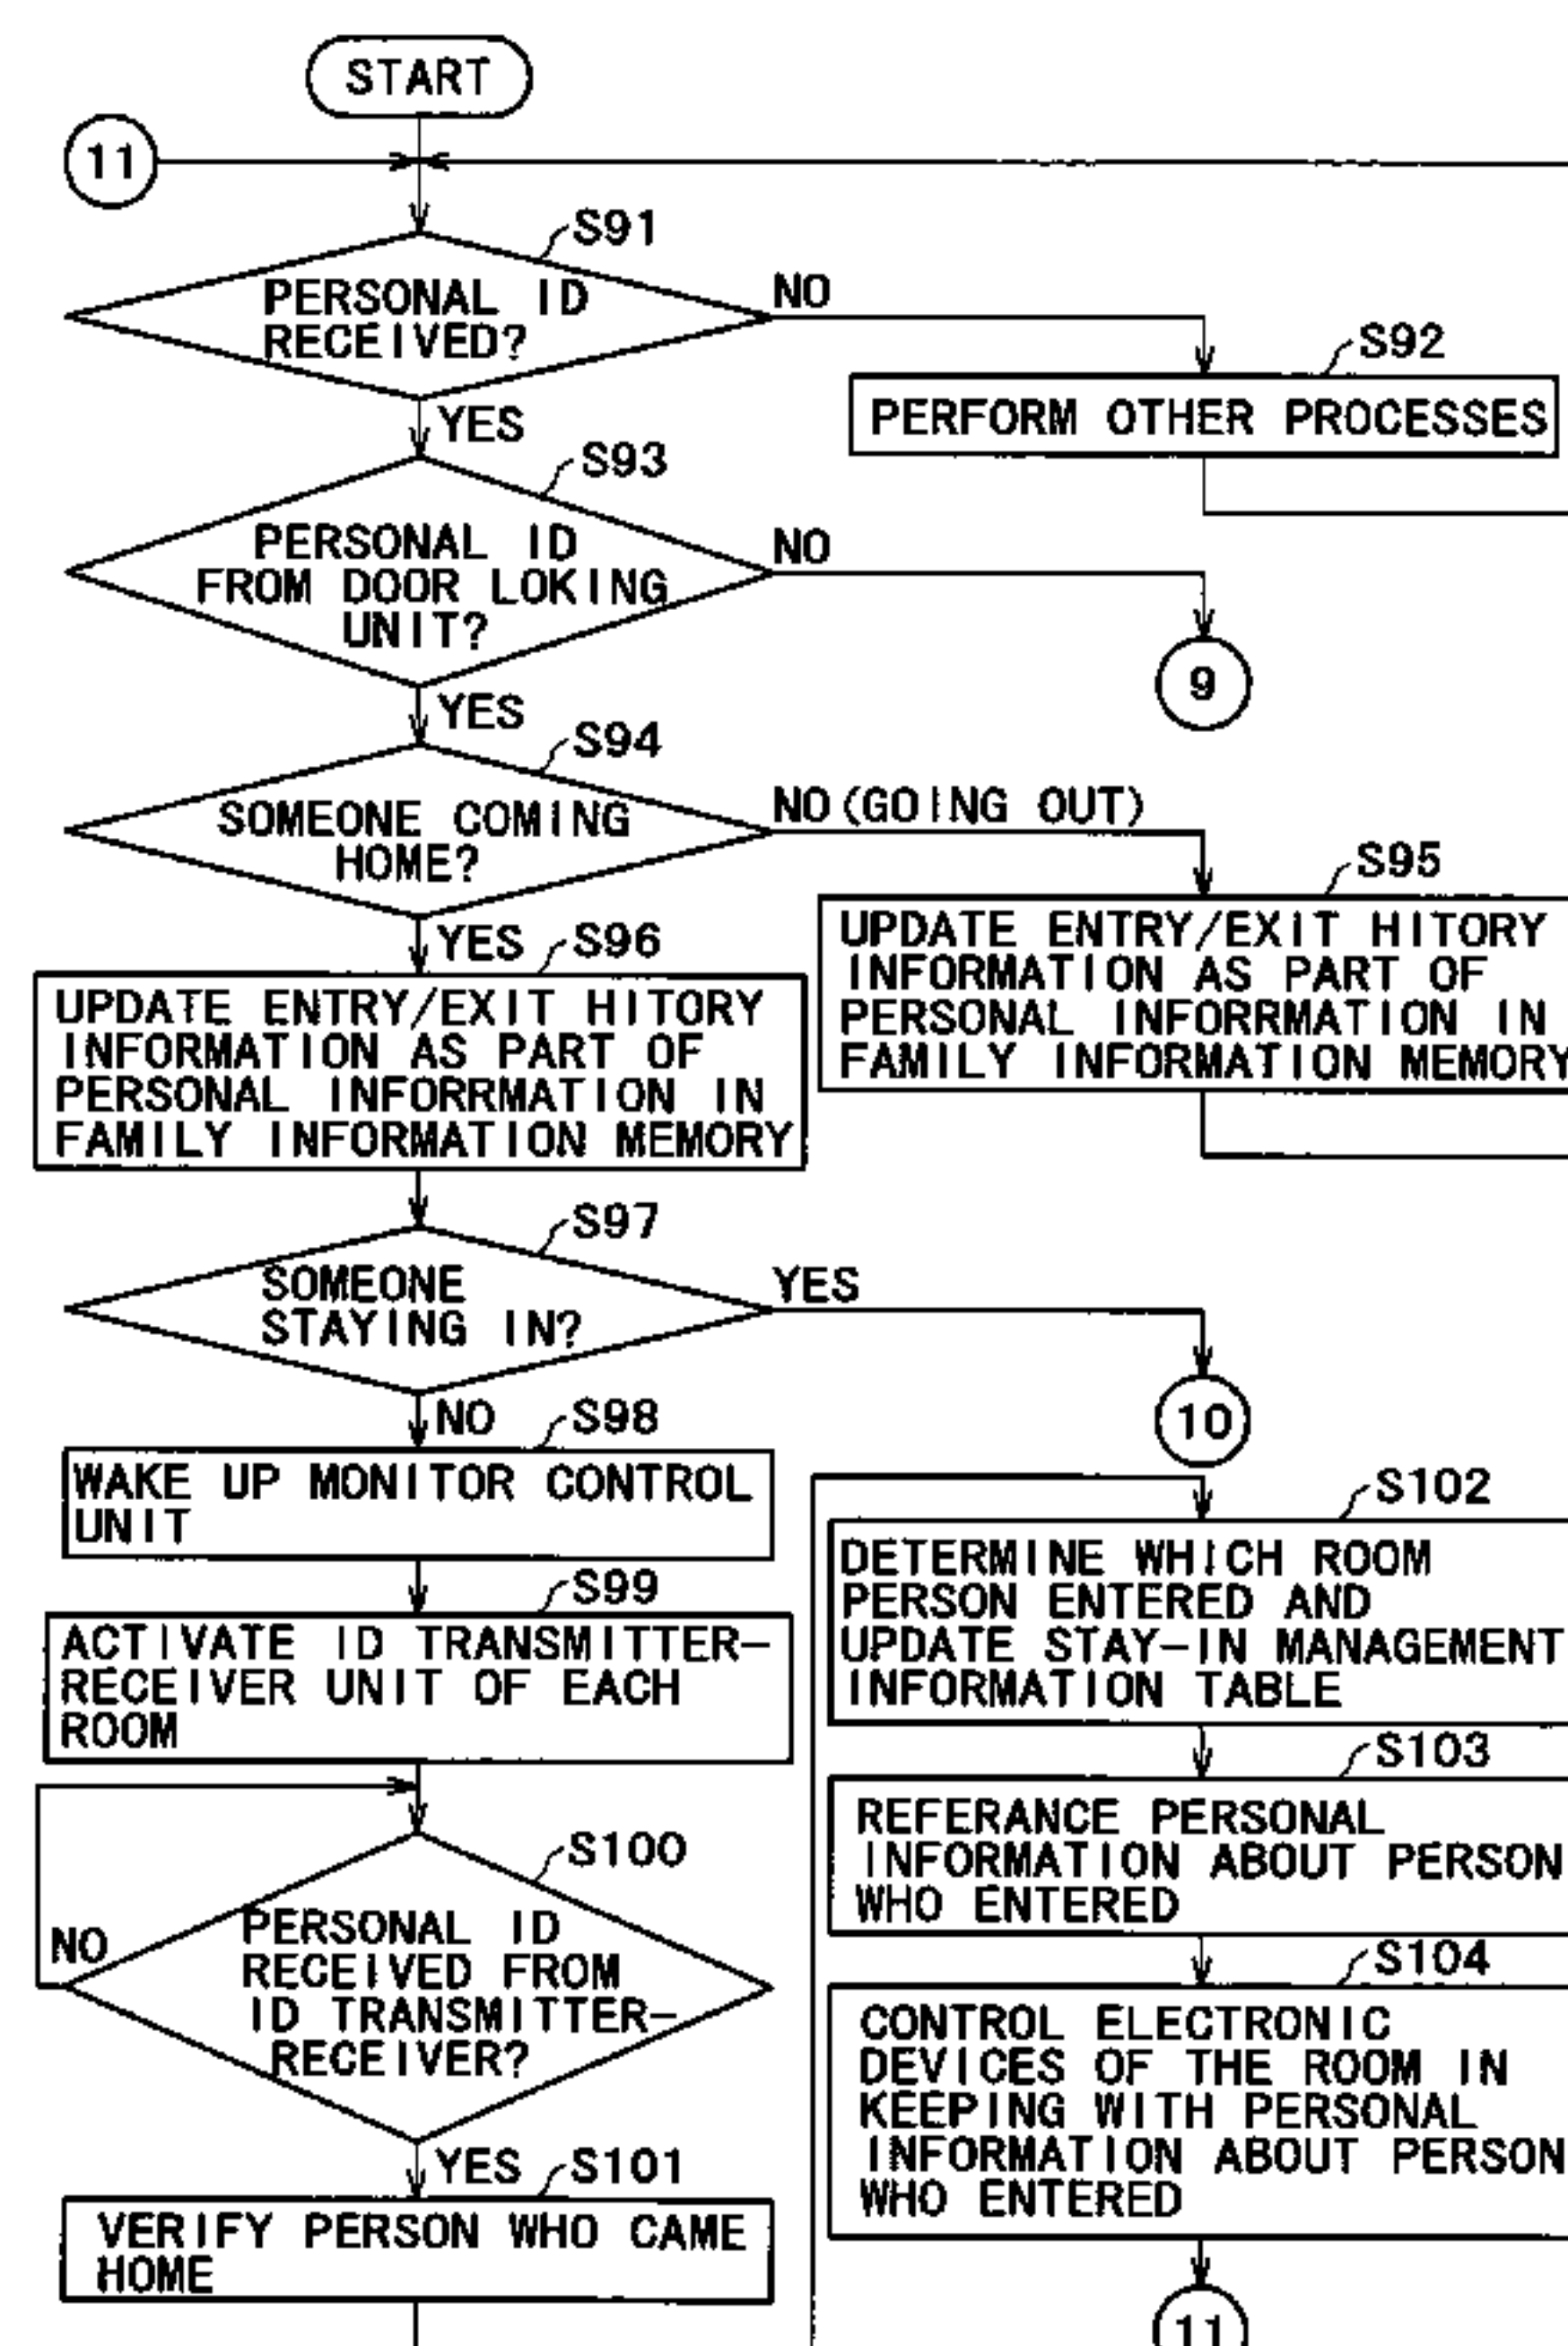 START
11
S91
PERSONAL ID
RECEIVED?
NO
S92
PERFORM OTHER PROCESSES
YES
S93
PERSONAL ID
FROM DOOR LOKING
UNIT?
NO
9
YES
S94
SOMEONE COMING
HOME?
NO (GOING OUT)
S95
UPDATE ENTRY/EXIT HITORY
INFORMATION AS PART OF
PERSONAL INFORRMATION IN
FAMILY INFORMATION MEMORY
YES
S96
UPDATE ENTRY/EXIT HITORY
INFORMATION AS PART OF
PERSONAL INFORRMATION IN
FAMILY INFORMATION MEMORY
S97
SOMEONE
STAYING IN?
YES
10
NO
S98
WAKE UP MONITOR CONTROL
UNIT
S99
ACTIVATE ID TRANSMITTER-
RECEIVER UNIT OF EACH
ROOM
S100
PERSONAL ID
RECEIVED FROM
ID TRANSMITTER-
RECEIVER?
NO
YES
S101
VERIFY PERSON WHO CAME
HOME
S102
DETERMINE WHICH ROOM
PERSON ENTERED AND
UPDATE STAY-IN MANAGEMENT
INFORMATION TABLE
S103
REFERANCE PERSONAL
INFORMATION ABOUT PERSON
WHO ENTERED
S104
CONTROL ELECTRONIC
DEVICES OF THE ROOM IN
KEEPING WITH PERSONAL
INFORMATION ABOUT PERSON
WHO ENTERED
11